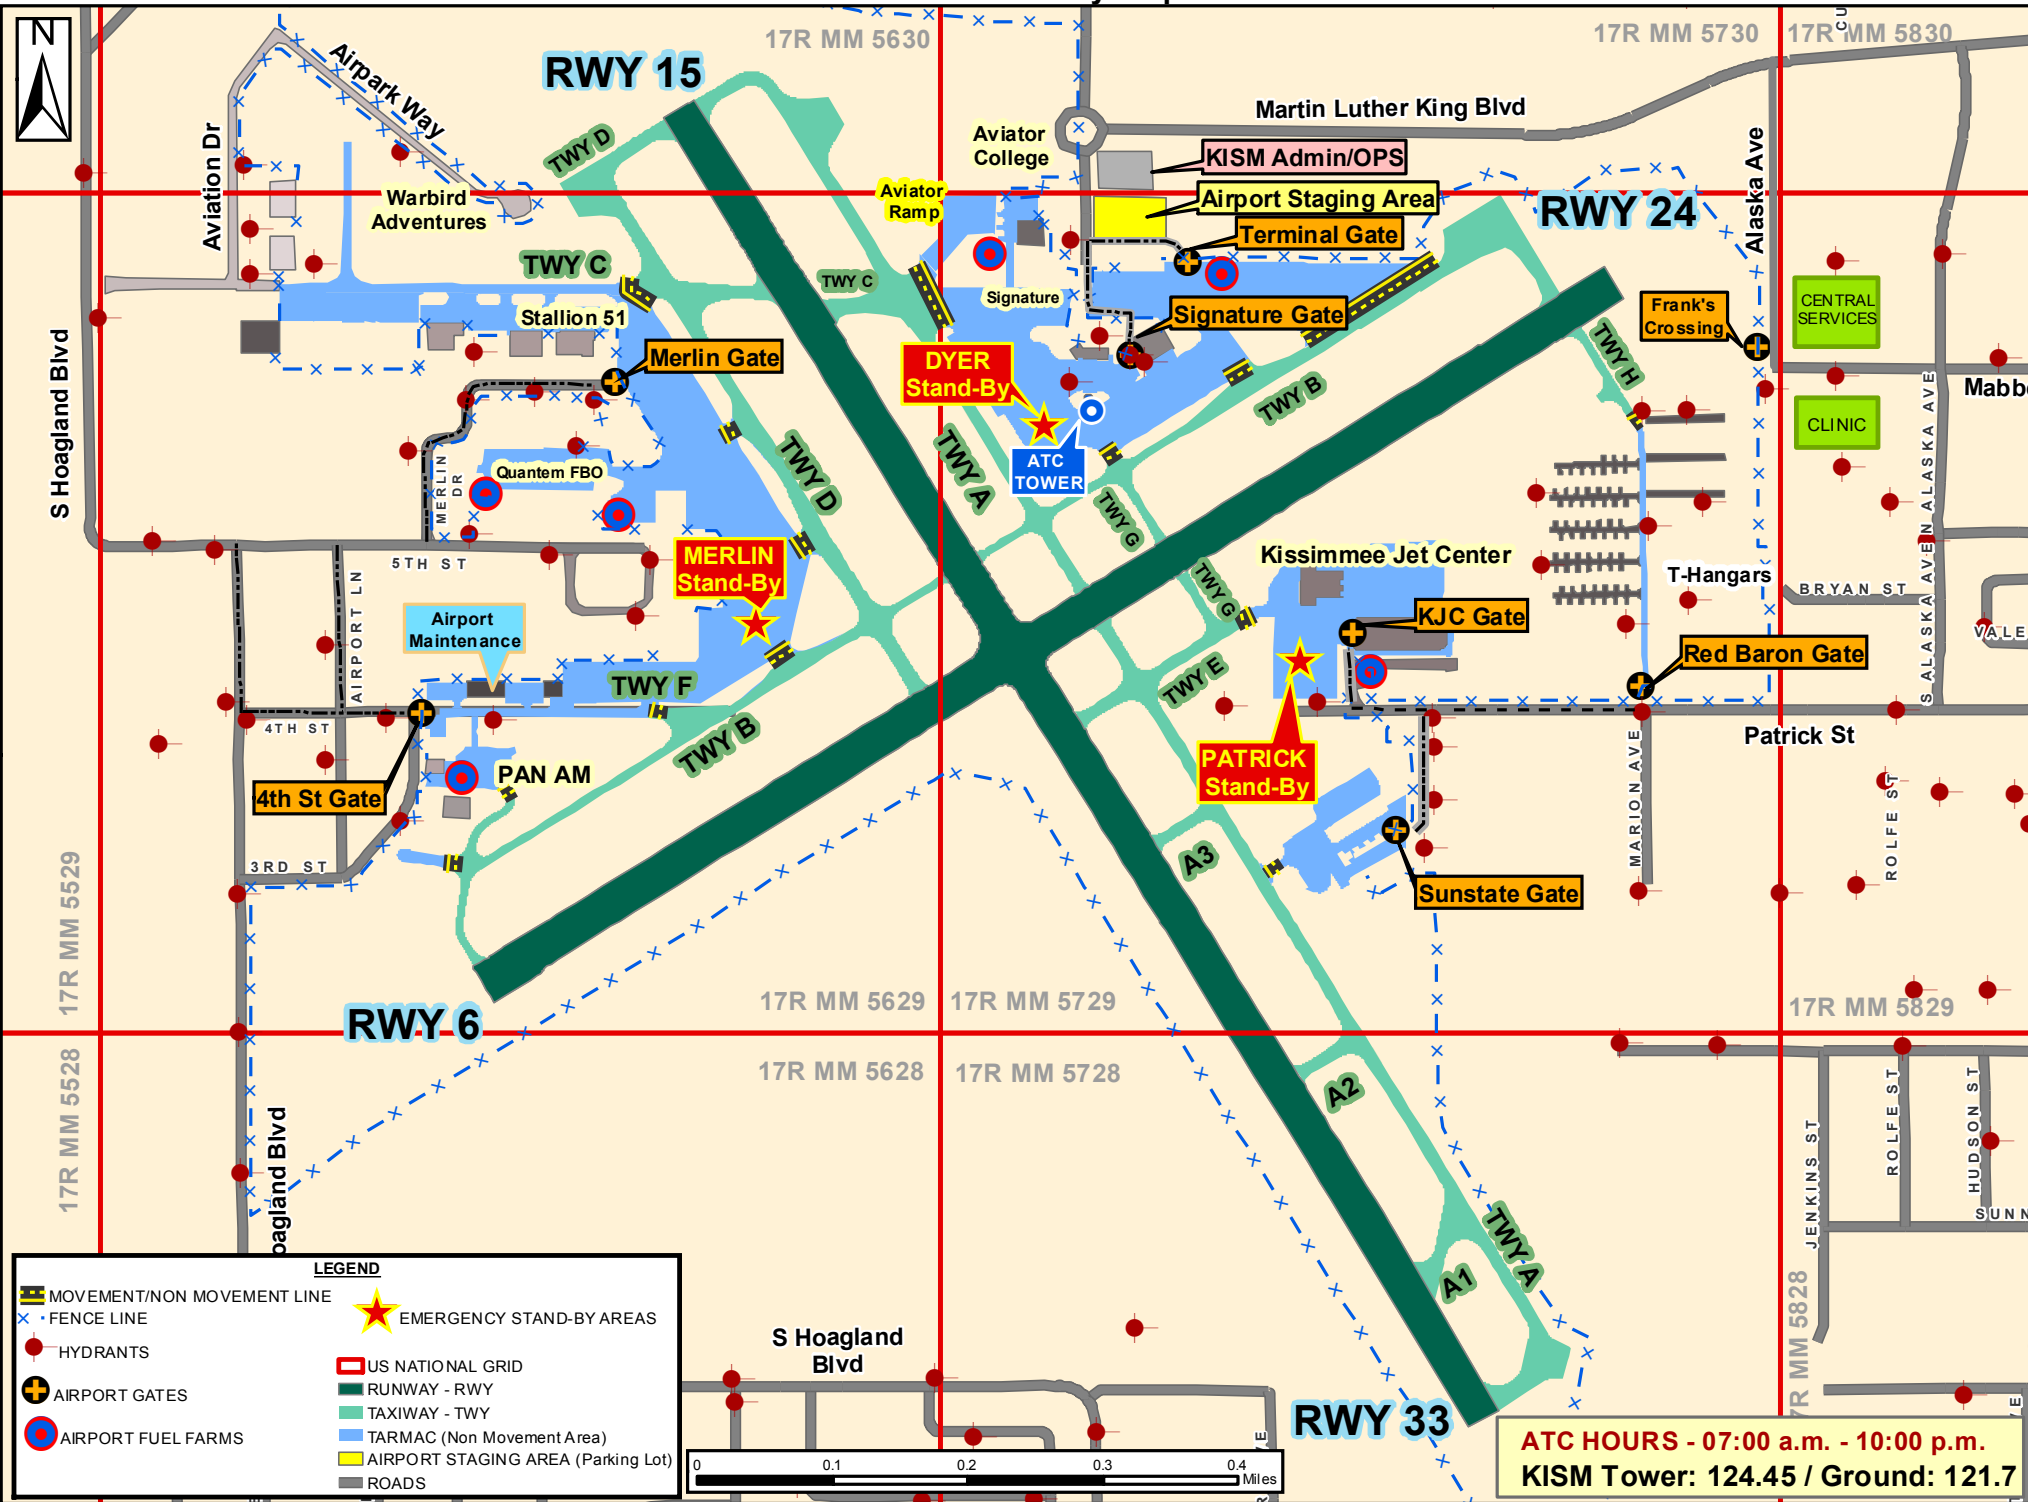 N
17R MM 5630
17R MM 5730
17R MM 5830
CU
RWY 15
Airpark Way
Martin Luther King Blvd
Aviator
College
KISM Admin/OPS
Aviation Dr
Warbird
Adventures
TWY D
Aviator
Ramp
Airport Staging Area
RWY 24
Alaska Ave
Terminal Gate
TWY C
TWY C
Signature
Signature Gate
Frank's
Crossing
CENTRAL
SERVICES
Stallion 51
Merlin Gate
S Hoagland Blvd
DYER
Stand-By
TWY H
TWY B
Mabb
CLINIC
MERLIN
DR
Quantem FBO
TWY D
TWY A
ATC
TOWER
TWY G
S ALASKA AVE
N ALASKA AVE
5TH ST
MERLIN
Stand-By
Kissimmee Jet Center
T-Hangars
BRYAN ST
AIRPORT LN
Airport
Maintenance
TWY G
KJC Gate
VALE
Red Baron Gate
TWY F
TWY E
4TH ST
TWY B
Patrick St
PATRICK
Stand-By
PAN AM
4th St Gate
MARION AVE
ROLFE ST
3RD ST
A3
Sunstate Gate
17R MM 5529
17R MM 5629
17R MM 5729
17R MM 5829
RWY 6
17R MM 5528
17R MM 5628
17R MM 5728
A2
oagland Blvd
JENKINS ST
ROLFE ST
HUDSON ST
SUNN
TWY A
A1
17R MM 5828
LEGEND
MOVEMENT/NON MOVEMENT LINE
FENCE LINE
HYDRANTS
AIRPORT GATES
AIRPORT FUEL FARMS
EMERGENCY STAND-BY AREAS
US NATIONAL GRID
RUNWAY - RWY
TAXIWAY - TWY
TARMAC (Non Movement Area)
AIRPORT STAGING AREA (Parking Lot)
ROADS
S Hoagland
Blvd
RWY 33
0 0.1 0.2 0.3 0.4
Miles
ATC HOURS - 07:00 a.m. - 10:00 p.m.
KISM Tower: 124.45 / Ground: 121.7